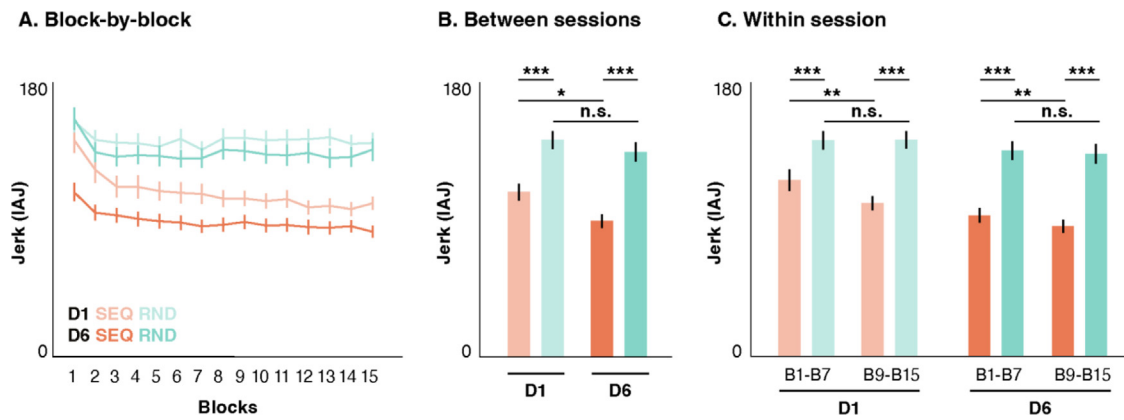 A. Block-by-block
180
Jerk (IAJ)
D1 SEQ RND
D6 SEQ RND
0
1 2 3 4 5 6 7 8 9 10 11 12 13 14 15
Blocks
B. Between sessions
*** ***
*
n.s.
180
Jerk (IAJ)
0
D1 D6
C. Within session
*** *** *** ***
** **
n.s. n.s.
180
Jerk (IAJ)
0
B1-B7 B9-B15 B1-B7 B9-B15
D1 D6